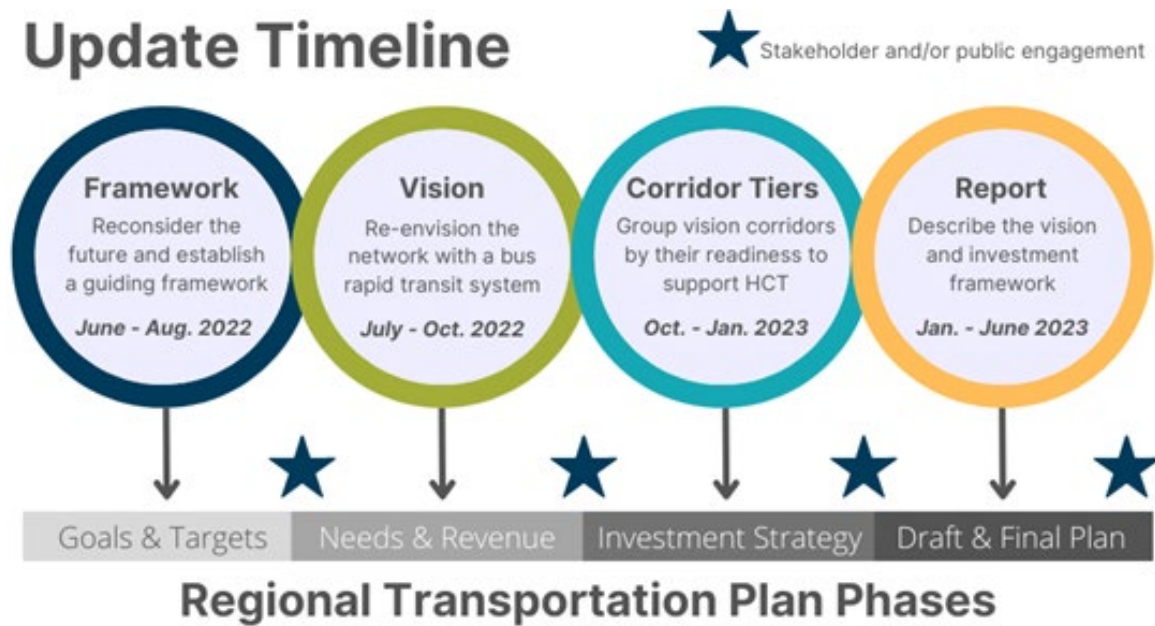 Update Timeline
Stakeholder and/or public engagement
Framework
Reconsider the
future and establish
a guiding framework
June - Aug. 2022
Vision
Re-envision the
network with a bus
rapid transit system
July - Oct. 2022
Corridor Tiers
Group vision corridors
by their readiness to
support HCT
Oct. - Jan. 2023
Report
Describe the vision
and investment
framework
Jan. - June 2023
Goals & Targets
Needs & Revenue
Investment Strategy
Draft & Final Plan
Regional Transportation Plan Phases